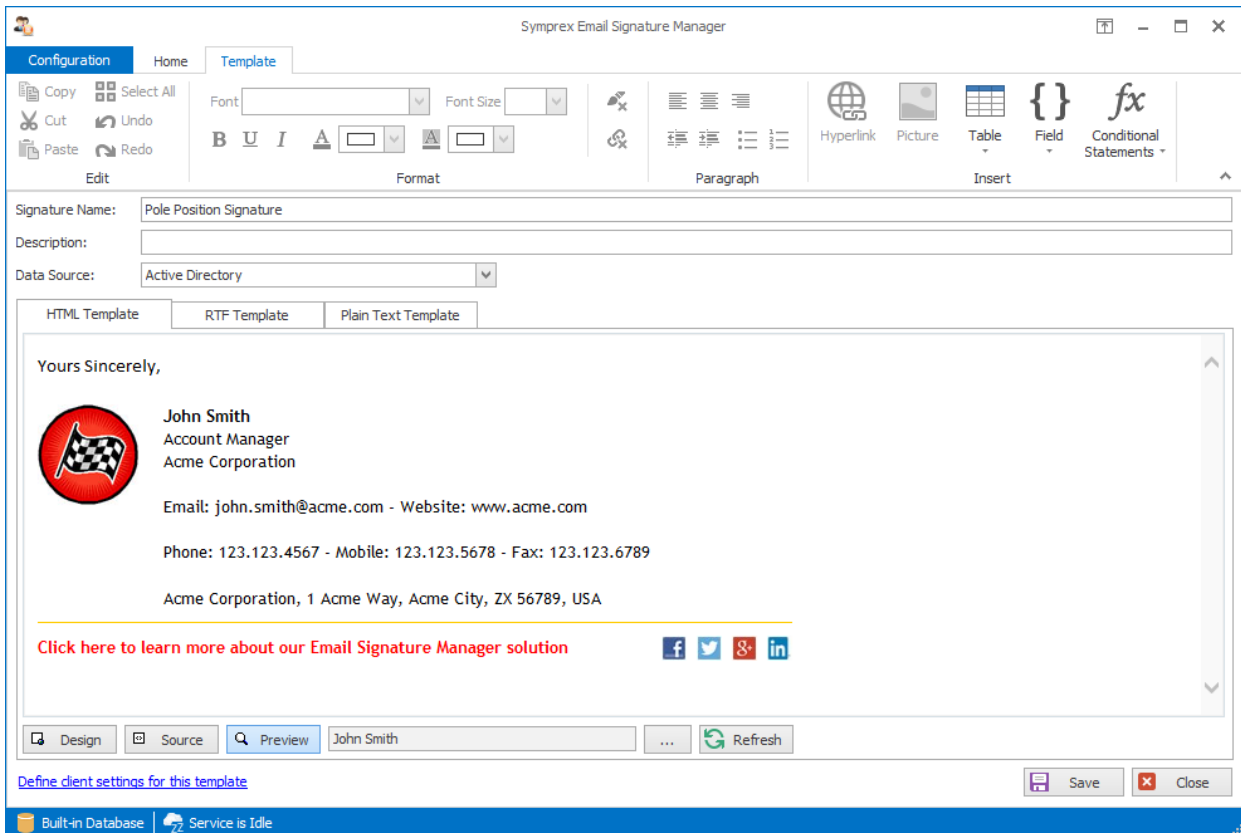 Symprex Email Signature Manager
Configuration Home Template
Copy Select All
Cut Undo
Paste Redo
Edit
Font Font Size
B U I A A
Format
Paragraph
Hyperlink Picture Table { } Field fx Conditional Statements
Insert
Signature Name: Pole Position Signature
Description:
Data Source: Active Directory
HTML Template RTF Template Plain Text Template
Yours Sincerely,
John Smith
Account Manager
Acme Corporation
Email: john.smith@acme.com - Website: www.acme.com
Phone: 123.123.4567 - Mobile: 123.123.5678 - Fax: 123.123.6789
Acme Corporation, 1 Acme Way, Acme City, ZX 56789, USA
Click here to learn more about our Email Signature Manager solution f 8+ in
Design Source Preview John Smith ... Refresh
Define client settings for this template Save Close
Built-in Database zz Service is Idle